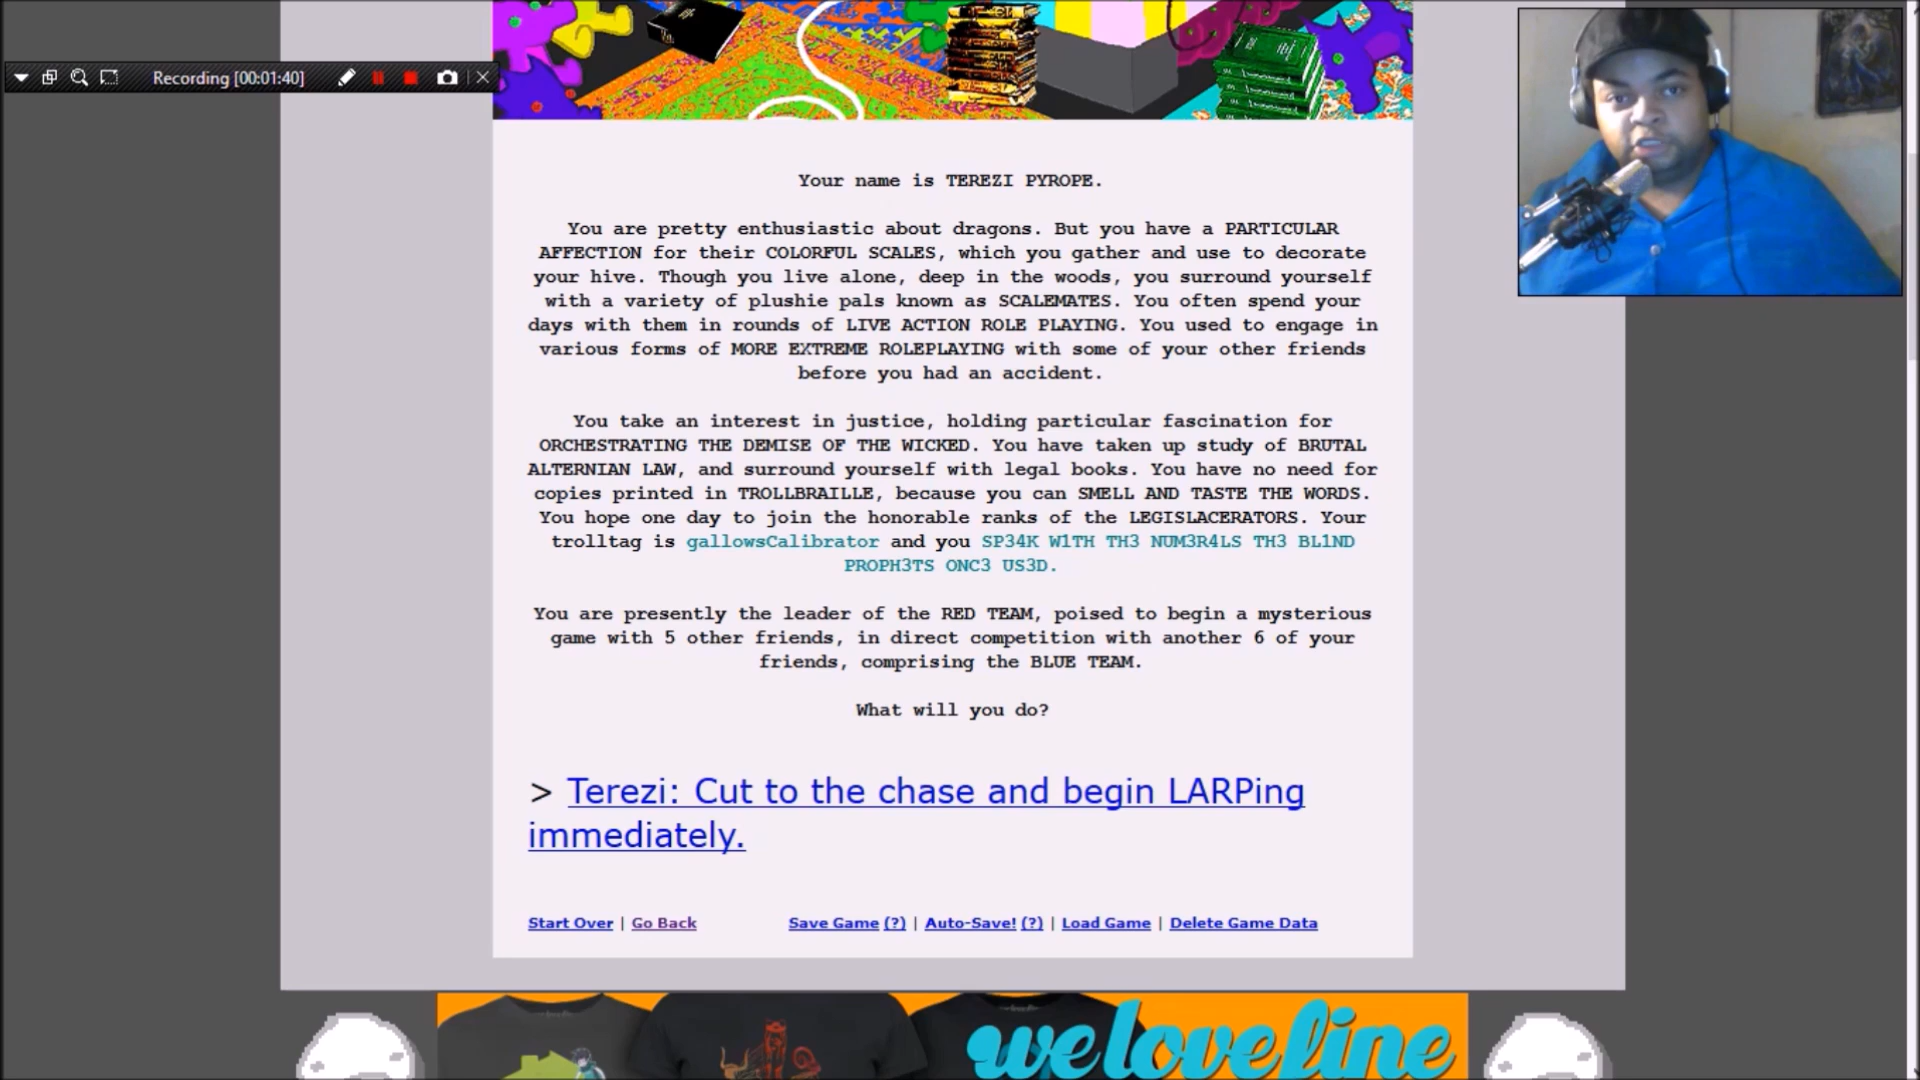 Recording [00:01:40]
Your name is TEREZI PYROPE.
You are pretty enthusiastic about dragons. But you have a PARTICULAR
AFFECTION for their COLORFUL SCALES, which you gather and use to decorate
your hive. Though you live alone, deep in the woods, you surround yourself
with a variety of plushie pals known as SCALEMATES. You often spend your
days with them in rounds of LIVE ACTION ROLE PLAYING. You used to engage in
various forms of MORE EXTREME ROLEPLAYING with some of your other friends
before you had an accident.
You take an interest in justice, holding particular fascination for
ORCHESTRATING THE DEMISE OF THE WICKED. You have taken up study of BRUTAL
ALTERNIAN LAW, and surround yourself with legal books. You have no need for
copies printed in TROLLBRAILLE, because you can SMELL AND TASTE THE WORDS.
You hope one day to join the honorable ranks of the LEGISLACERATORS. Your
trolltag is gallowsCalibrator and you SP34K W1TH TH3 NUM3R4LS TH3 BL1ND
PROPH3TS ONC3 US3D.
You are presently the leader of the RED TEAM, poised to begin a mysterious
game with 5 other friends, in direct competition with another 6 of your
friends, comprising the BLUE TEAM.
What will you do?
> Terezi: Cut to the chase and begin LARPing
immediately.
Start Over | Go Back Save Game (?) | Auto-Save! (?) | Load Game | Delete Game Data
welovefine